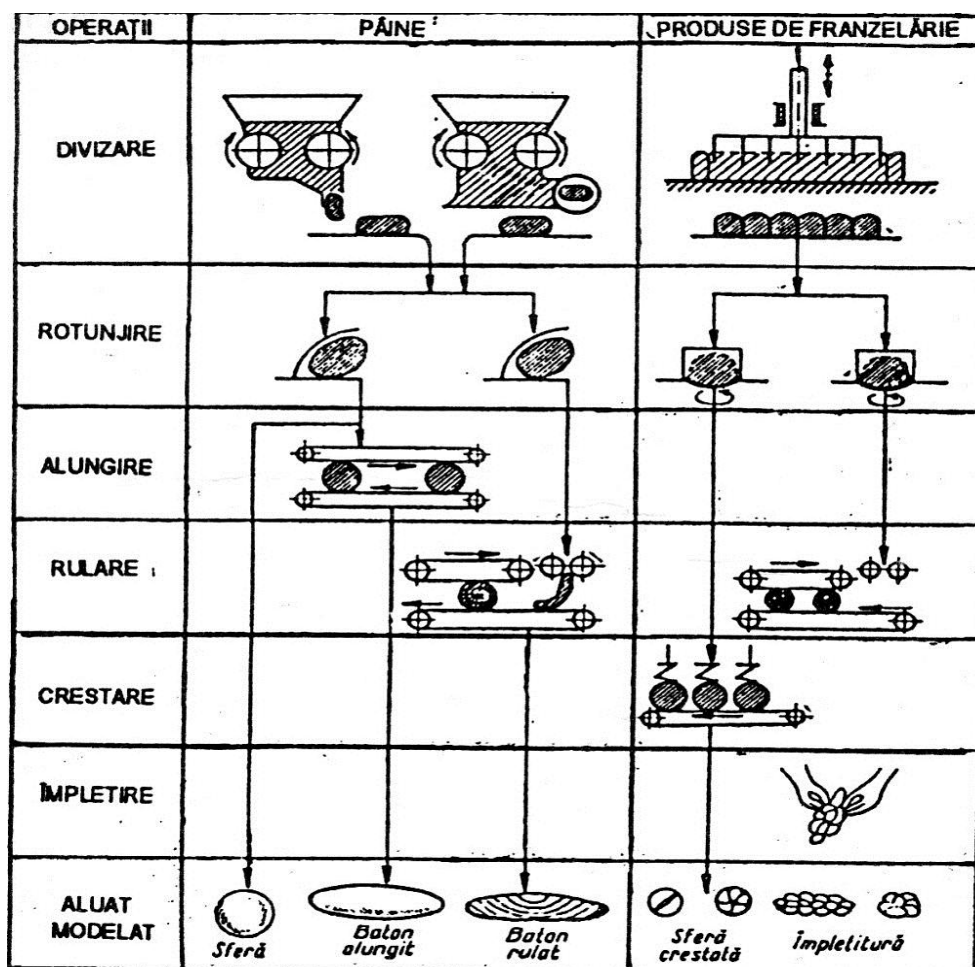 OPERAȚII PÂINE PRODUSE DE FRANZELĂRIE
DIVIZARE
ROTUNJIRE
ALUNGIRE
RULARE
CRESTARE
ÎMPLETIRE
ALUAT
MODELAT
Sferă
Baton
alungit
Baton
rulat
Sferă
crestată
Împletitură